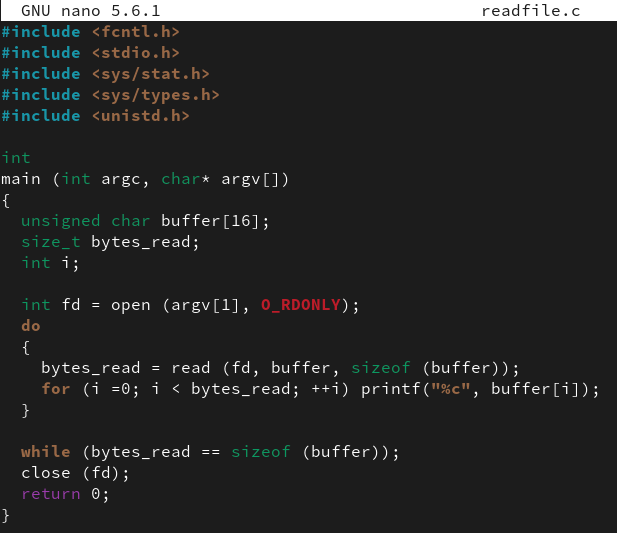 GNU nano 5.6.1                                readfile.c
#include <fcntl.h>
#include <stdio.h>
#include <sys/stat.h>
#include <sys/types.h>
#include <unistd.h>

int
main (int argc, char* argv[])
{
  unsigned char buffer[16];
  size_t bytes_read;
  int i;

  int fd = open (argv[1], O_RDONLY);
  do
  {
    bytes_read = read (fd, buffer, sizeof (buffer));
    for (i =0; i < bytes_read; ++i) printf("%c", buffer[i]);
  }

  while (bytes_read == sizeof (buffer));
  close (fd);
  return 0;
}